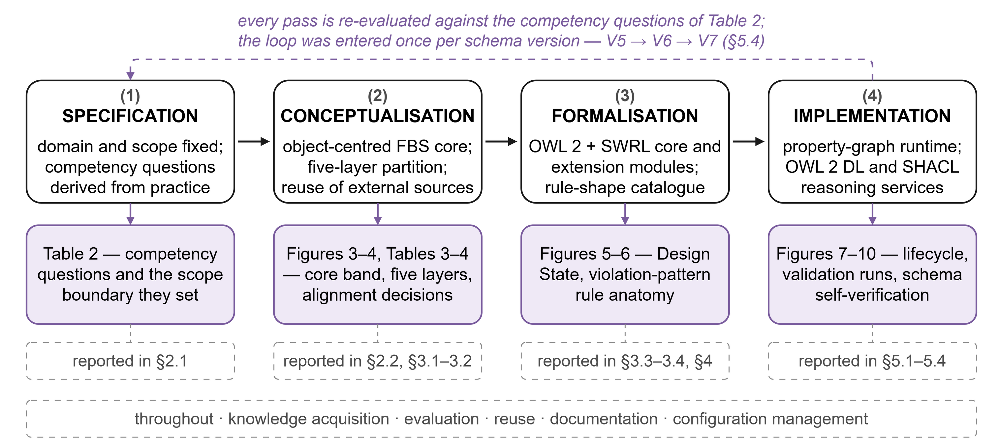 every pass is re-evaluated against the competency questions of Table 2;
the loop was entered once per schema version — V5 → V6 → V7 (§5.4)
(1)
SPECIFICATION
domain and scope fixed;
competency questions
derived from practice
(2)
CONCEPTUALISATION
object-centred FBS core;
five-layer partition;
reuse of external sources
(3)
FORMALISATION
OWL 2 + SWRL core and
extension modules;
rule-shape catalogue
(4)
IMPLEMENTATION
property-graph runtime;
OWL 2 DL and SHACL
reasoning services
Table 2 — competency
questions and the scope
boundary they set
Figures 3–4, Tables 3–4
— core band, five layers,
alignment decisions
Figures 5–6 — Design
State, violation-pattern
rule anatomy
Figures 7–10 — lifecycle,
validation runs, schema
self-verification
reported in §2.1
reported in §2.2, §3.1–3.2
reported in §3.3–3.4, §4
reported in §5.1–5.4
throughout · knowledge acquisition · evaluation · reuse · documentation · configuration management